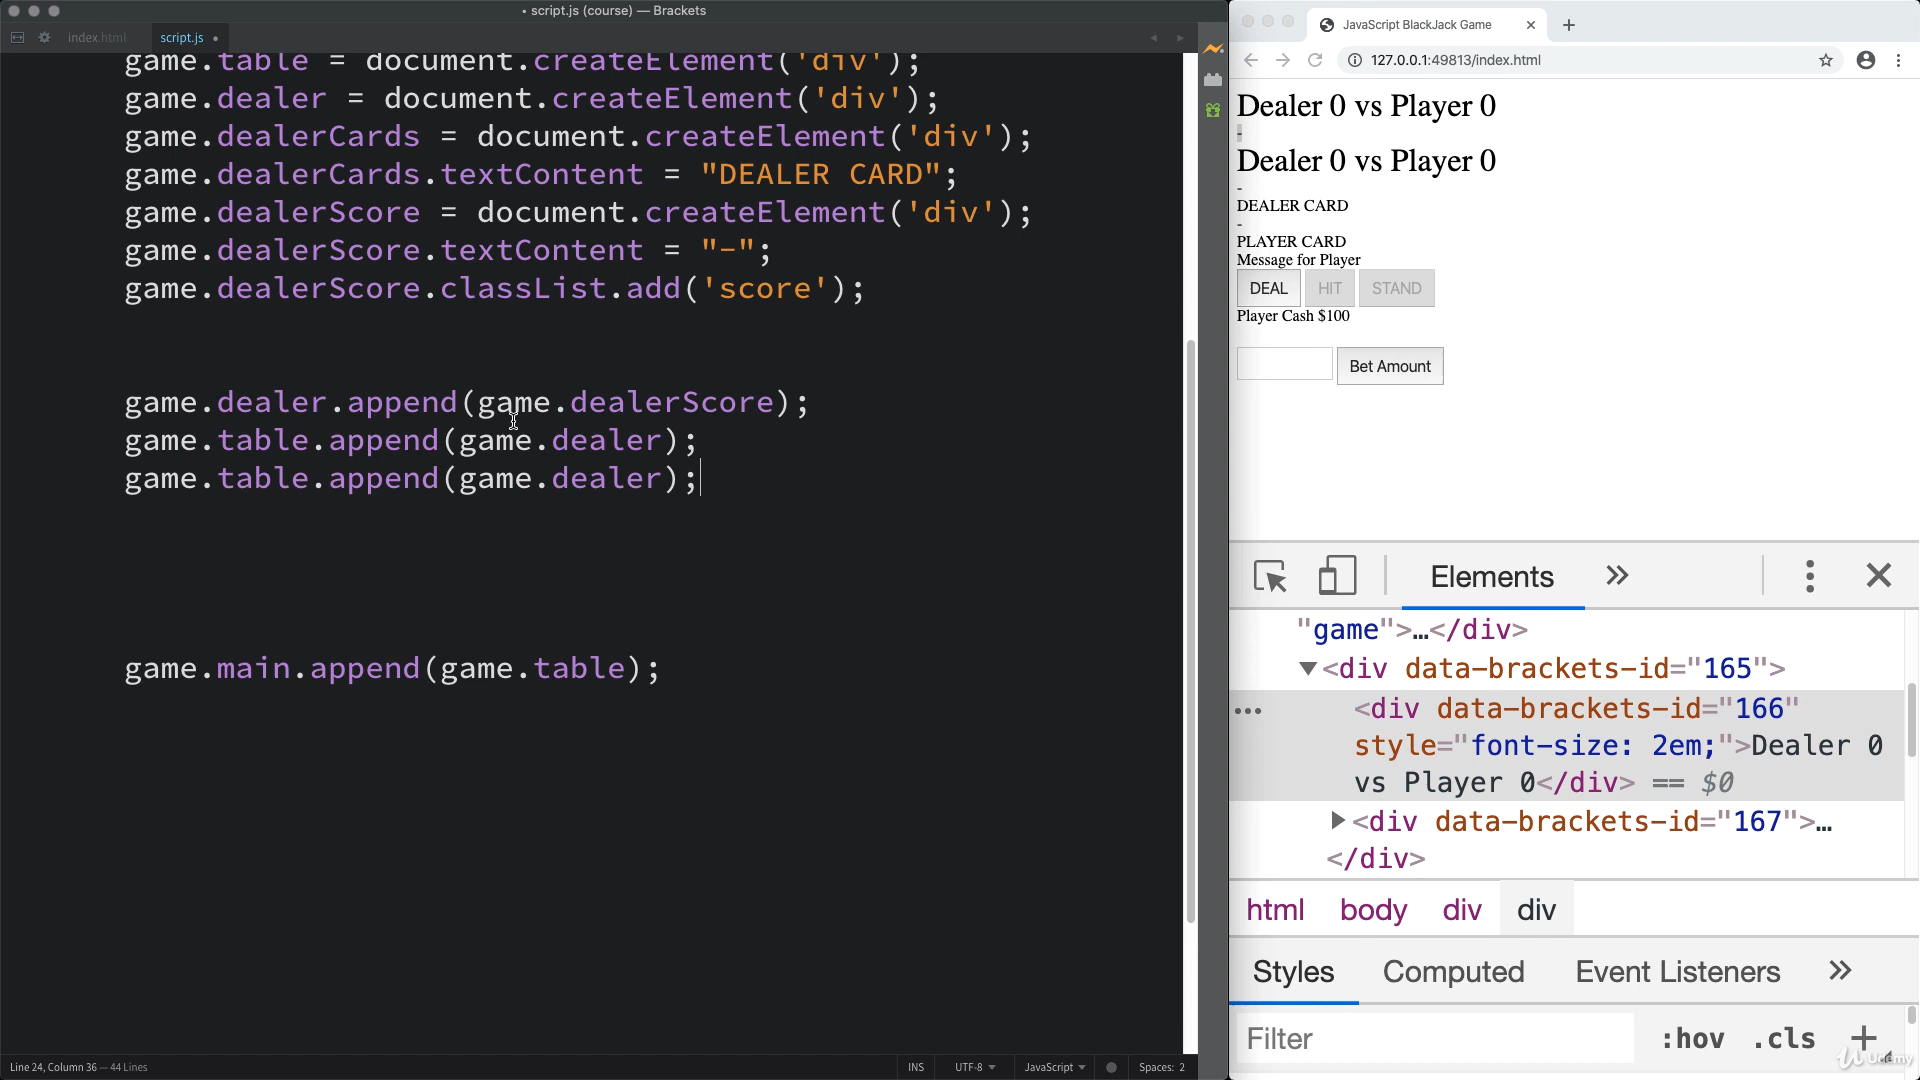 • script.js (course) — Brackets
index.html
script.js •
game.table = document.createElement('div');
game.dealer = document.createElement('div');
game.dealerCards = document.createElement('div');
game.dealerCards.textContent = "DEALER CARD";
game.dealerScore = document.createElement('div');
game.dealerScore.textContent = "-";
game.dealerScore.classList.add('score');
game.dealer.append(game.dealerScore);
game.table.append(game.dealer);
game.table.append(game.dealer);
game.main.append(game.table);
Line 24, Column 36 — 44 Lines
INS
UTF-8
JavaScript
Spaces: 2
JavaScript BlackJack Game
127.0.0.1:49813/index.html
Dealer 0 vs Player 0
-
Dealer 0 vs Player 0
-
DEALER CARD
-
PLAYER CARD
Message for Player
DEAL HIT STAND
Player Cash $100
Bet Amount
Elements
"game">…</div>
<div data-brackets-id="165">
<div data-brackets-id="166"
style="font-size: 2em;">Dealer 0
vs Player 0</div> == $0
<div data-brackets-id="167">…
</div>
html body div div
Styles Computed Event Listeners
Filter :hov .cls +
Udemy